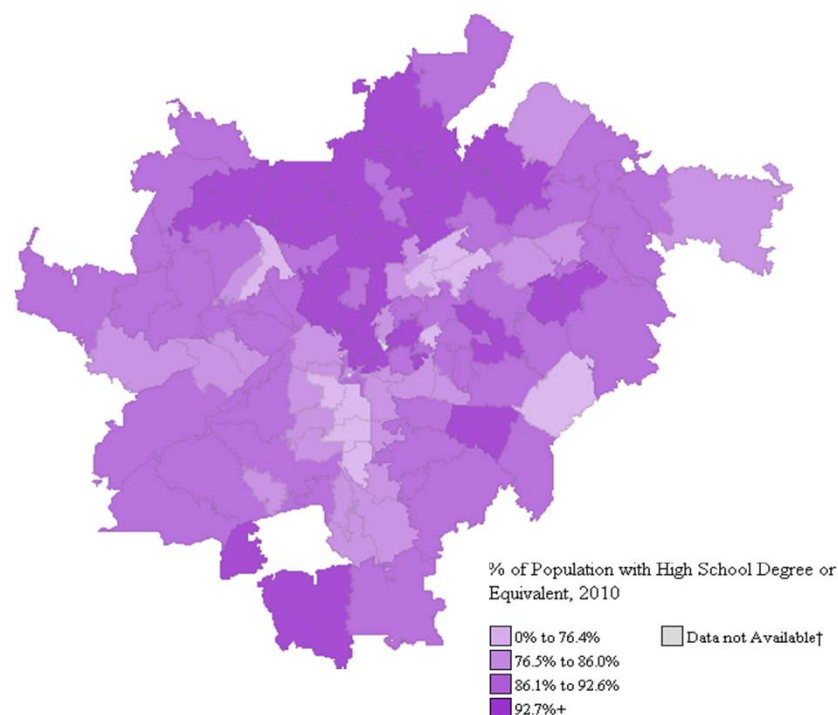 % of Population with High School Degree or
Equivalent, 2010
0% to 76.4%
76.5% to 86.0%
86.1% to 92.6%
92.7%+
Data not Available†